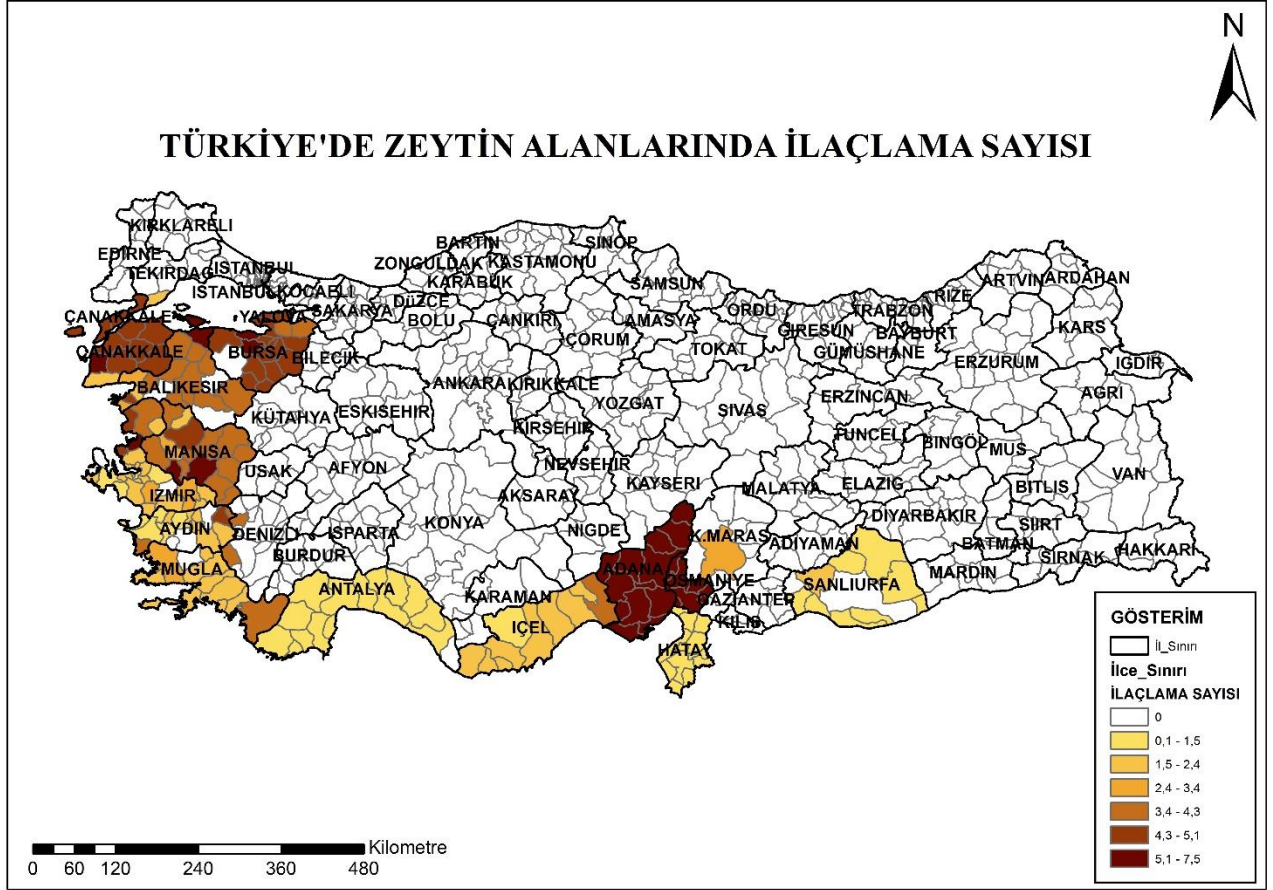 N
TÜRKİYE'DE ZEYTİN ALANLARINDA İLAÇLAMA SAYISI
KIRKLARELI
EDİRNE
TEKIRDAG
ISTANBUL
ISTANBUL
KOCAELI
YALOVA
SAKARYA
DüZCE
BOLU
ZONGULDAK
BARTIN
KARABÜK
KASTAMONU
SINOP
SAMSUN
ÇANKIRI
ÇORUM
AMASYA
TOKAT
ORDU
GIRESUN
TRABZON
RIZE
ARTVIN
ARDAHAN
BAYBURT
GÜMÜSHANE
KARS
ERZURUM
IGDIR
AGRI
ÇANAKKALE
ÇANAKKALE
BURSA
BILECIK
BALIKESIR
KÜTAHYA
ESKISEHIR
ANKARA
KIRIKKALE
YOZGAT
SIVAS
ERZINCAN
TUNCELI
BINGÖL
MUS
VAN
KIRSEHIR
NEVSEHIR
MANISA
USAK
AFYON
KAYSERI
MALATYA
ELAZIG
BITLIS
IZMIR
AKSARAY
KONYA
NIGDE
DIYARBAKIR
SIIRT
BATMAN
SIRNAK
HAKKARI
AYDIN
DENIZLI
ISPARTA
BURDUR
K.MARAS
ADIYAMAN
MARDIN
MUGLA
ANTALYA
KARAMAN
ADANA
OSMANIYE
GAZIANTEP
SANLIURFA
KILIS
IÇEL
HATAY
GÖSTERİM
İl_Sınırı
İlce_Sınırı
İLAÇLAMA SAYISI
0
0,1 - 1,5
1,5 - 2,4
2,4 - 3,4
3,4 - 4,3
4,3 - 5,1
5,1 - 7,5
Kilometre
0 60 120 240 360 480